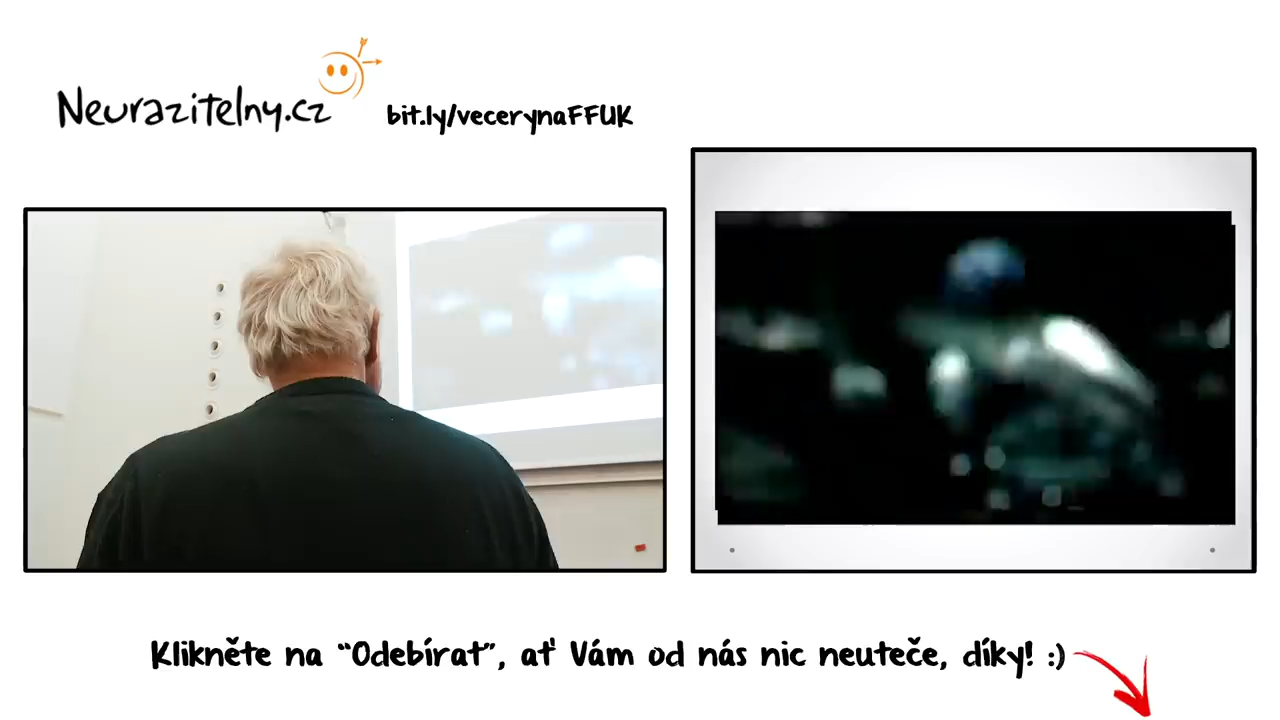 Neurazitelny.cz
bit.ly/vecerynaFFUK
Klikněte na “Odebírat”, ať Vám od nás nic neuteče, díky! :)